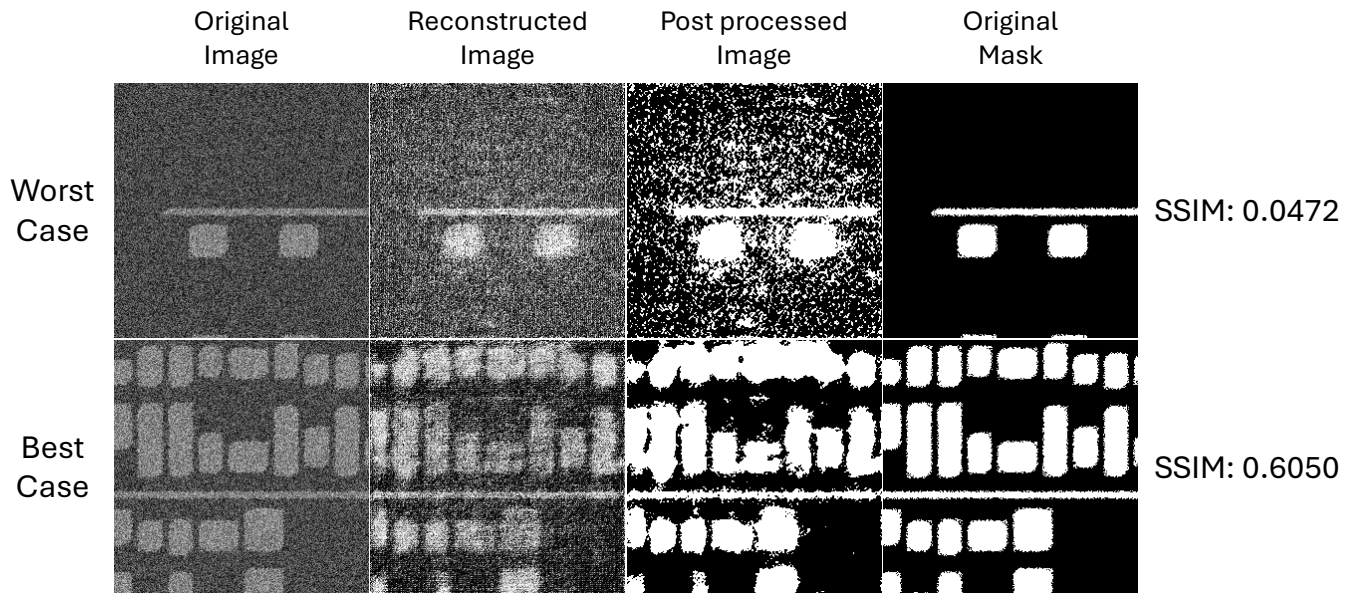 Original
Image
Reconstructed
Image
Post processed
Image
Original
Mask
Worst
Case
SSIM: 0.0472
Best
Case
SSIM: 0.6050